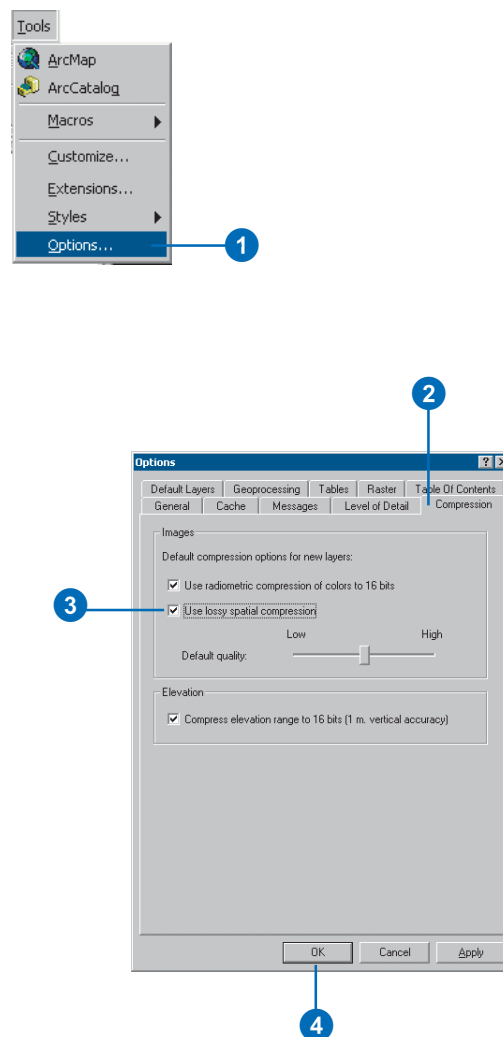 Tools
ArcMap
ArcCatalog
Macros
Customize...
Extensions...
Styles
Options...
1
2
Options
Default Layers Geoprocessing Tables Raster Table Of Contents
General Cache Messages Level of Detail Compression
Images
Default compression options for new layers:
Use radiometric compression of colors to 16 bits
3
Use lossy spatial compression
Low High
Default quality:
Elevation
Compress elevation range to 16 bits (1 m. vertical accuracy)
OK Cancel Apply
4